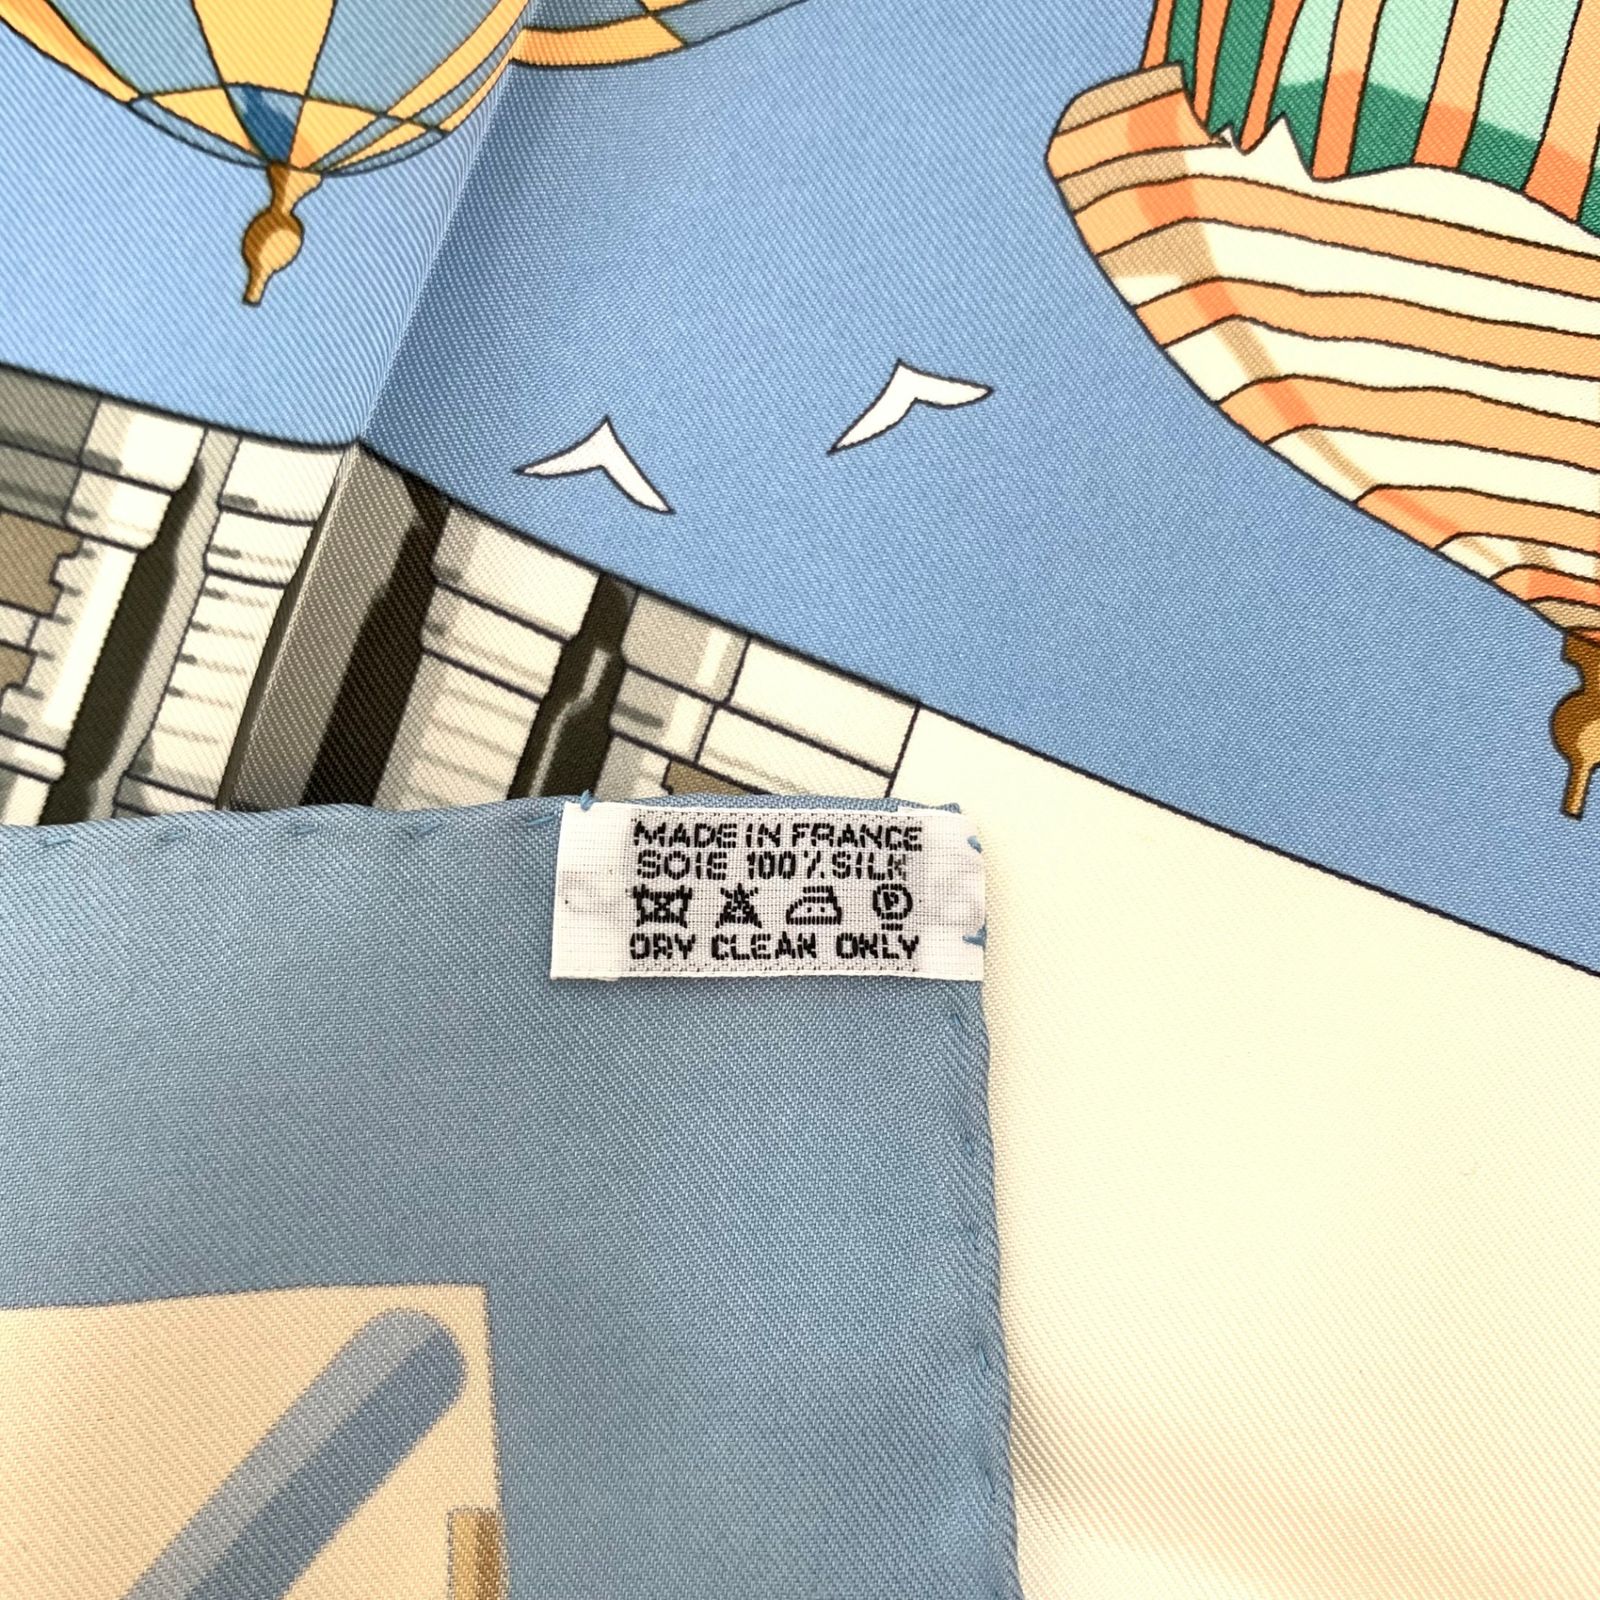 MADE IN FRANCE
SOIE 100% SILK
P
DRY CLEAN ONLY